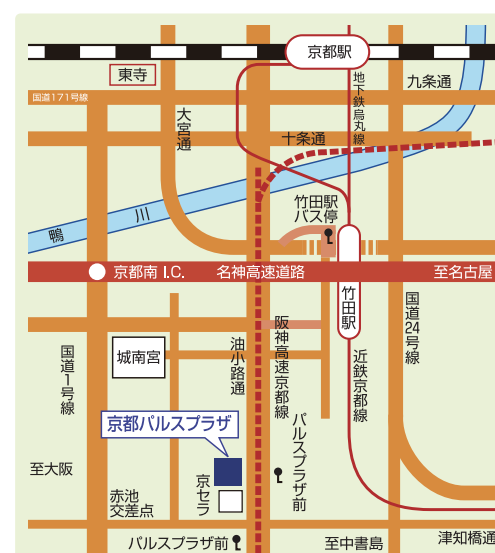 京都駅
東寺
九条通
国道171号線
地下鉄烏丸線
大宮通
十条通
竹田駅
バス停
鴨川
京都南 I.C.
名神高速道路
至名古屋
竹田駅
国道24号線
阪神高速京都線
油小路通
城南宮
国道1号線
近鉄京都線
京都パルスプラザ
パルスプラザ前
至大阪
京セラ
赤池
交差点
パルスプラザ前
至中書島
津知橋通